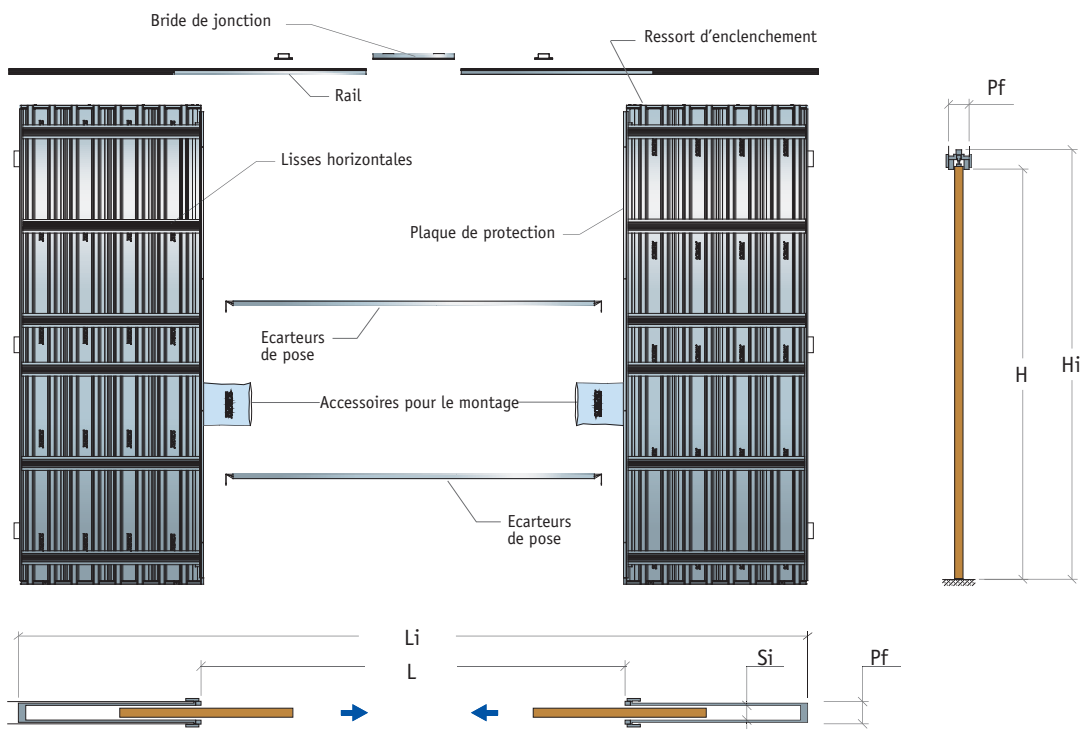 Bride de jonction
Ressort d'enclenchement
Rail
Pf
Lisses horizontales
Plaque de protection
Ecarteurs
de pose
H
Hi
Accessoires pour le montage
Ecarteurs
de pose
Li
L
Si
Pf